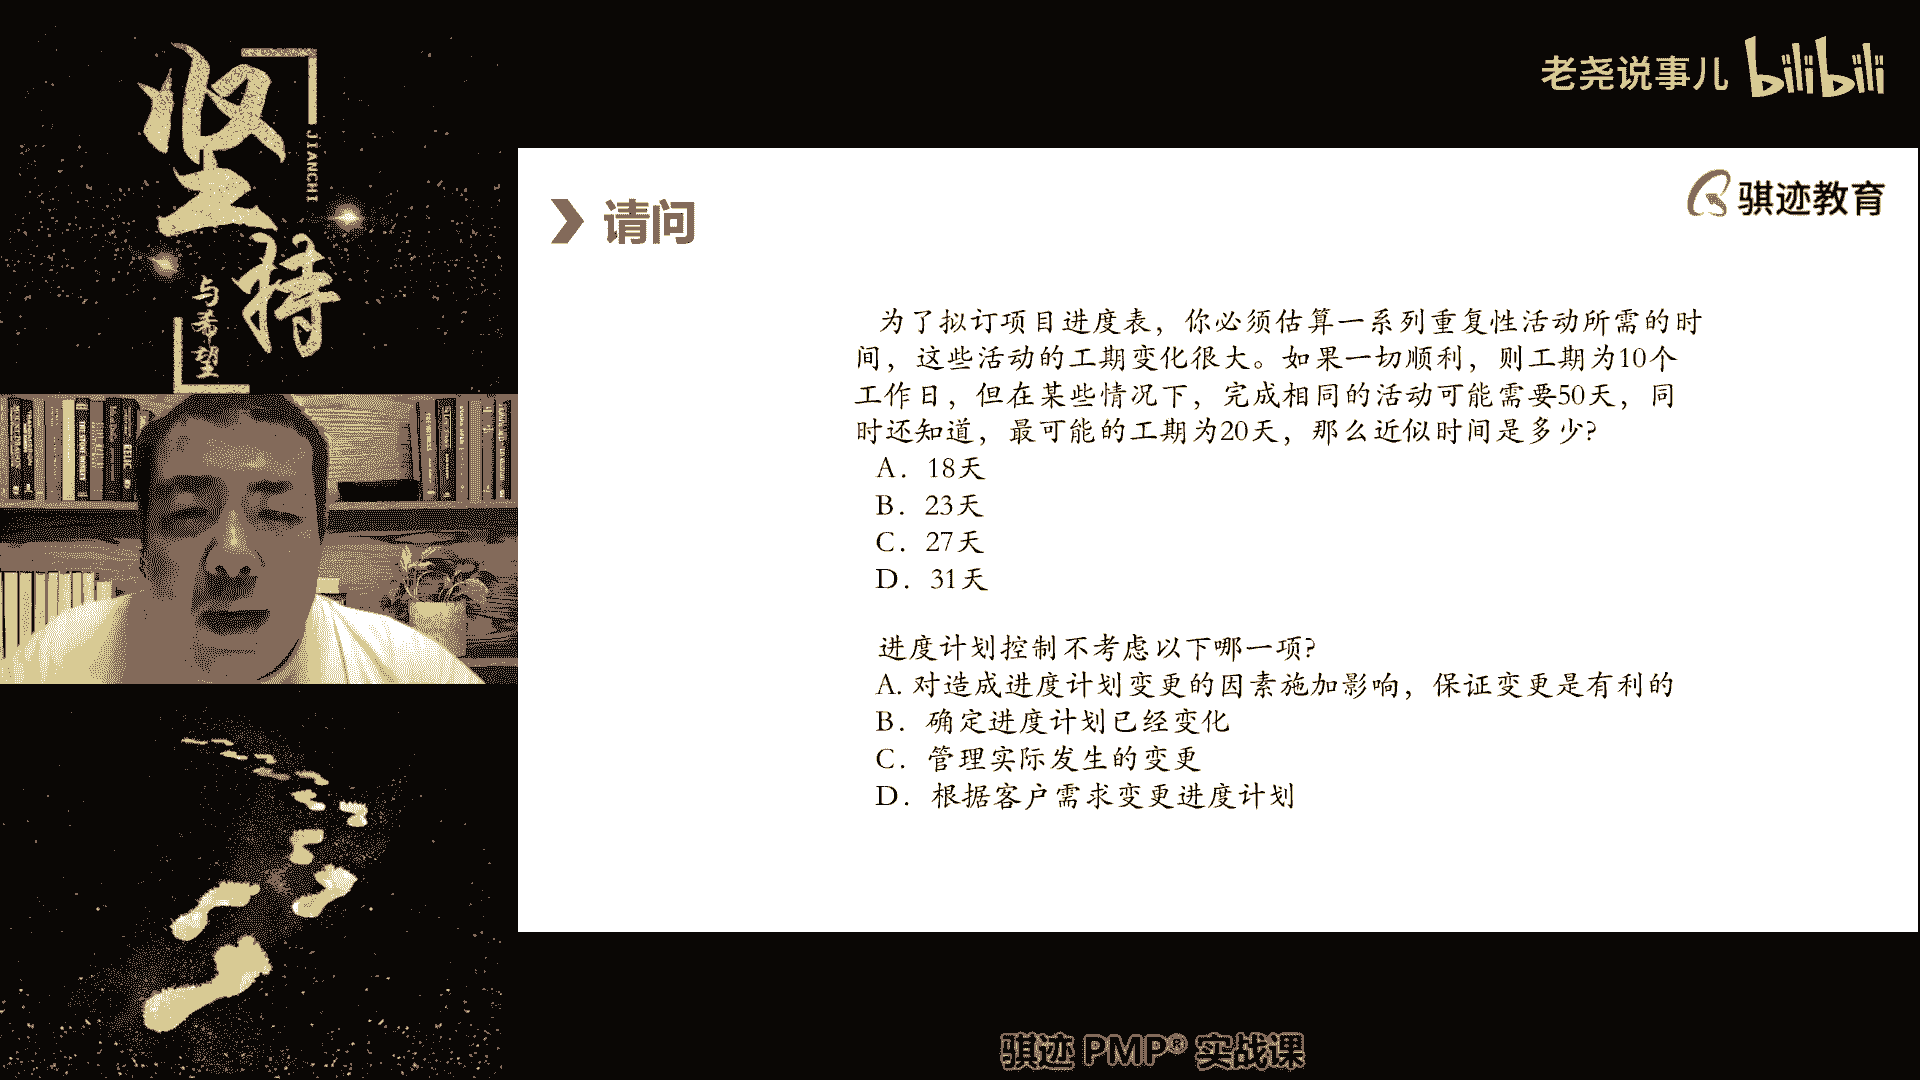 坚持
JIANCHI
与希望
老尧说事儿 bilibili
骐迹教育
请问
为了拟订项目进度表，你必须估算一系列重复性活动所需的时
间，这些活动的工期变化很大。如果一切顺利，则工期为10个
工作日，但在某些情况下，完成相同的活动可能需要50天，同
时还知道，最可能的工期为20天，那么近似时间是多少?
A．18天
B．23天
C．27天
D．31天
进度计划控制不考虑以下哪一项?
A. 对造成进度计划变更的因素施加影响，保证变更是有利的
B．确定进度计划已经变化
C．管理实际发生的变更
D．根据客户需求变更进度计划
骐迹 PMP® 实战课